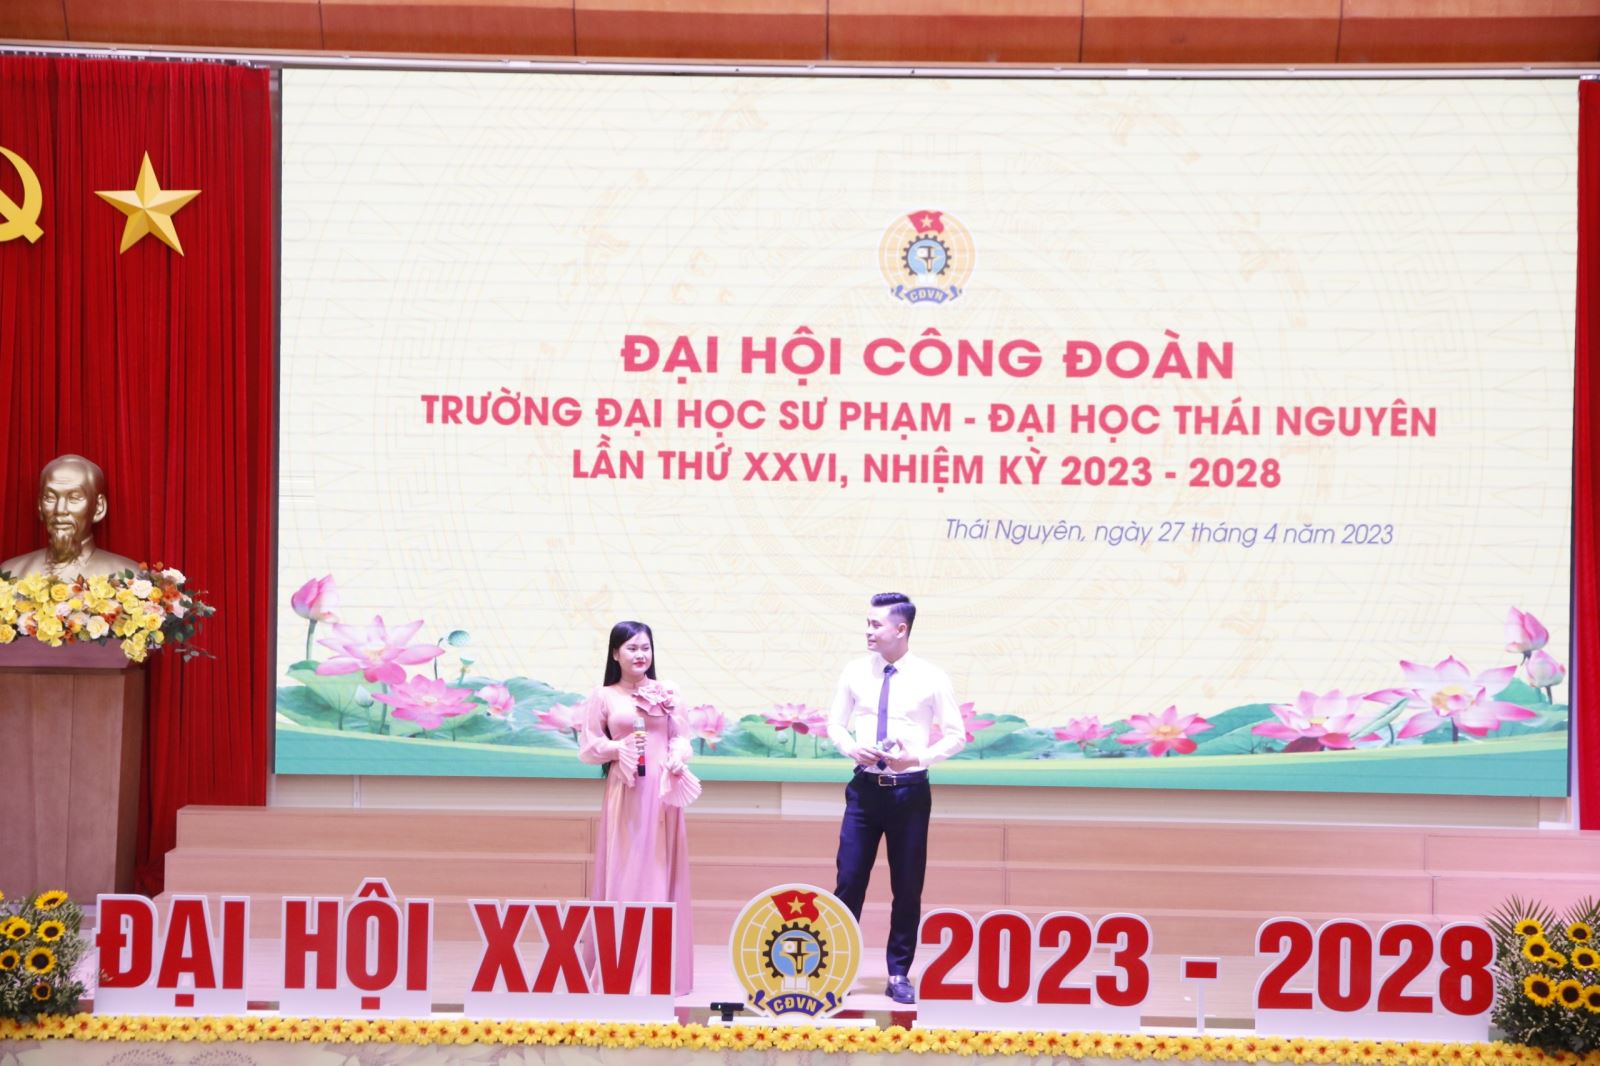 CĐVN
ĐẠI HỘI CÔNG ĐOÀN
TRƯỜNG ĐẠI HỌC SƯ PHẠM - ĐẠI HỌC THÁI NGUYÊN
LẦN THỨ XXVI, NHIỆM KỲ 2023 - 2028
Thái Nguyên, ngày 27 tháng 4 năm 2023
ĐẠI HỘI XXVI CĐVN 2023 - 2028